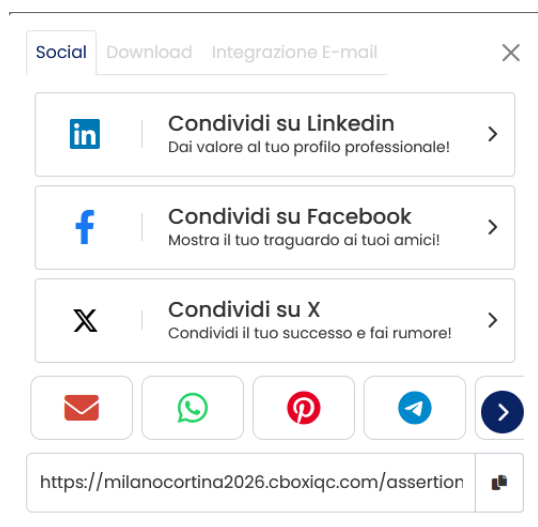 Social Download Integrazione E-mail
Condividi su Linkedin
Dai valore al tuo profilo professionale!
Condividi su Facebook
Mostra il tuo traguardo ai tuoi amici!
Condividi su X
Condividi il tuo successo e fai rumore!
https://milanocortina2026.cboxiqc.com/assertion